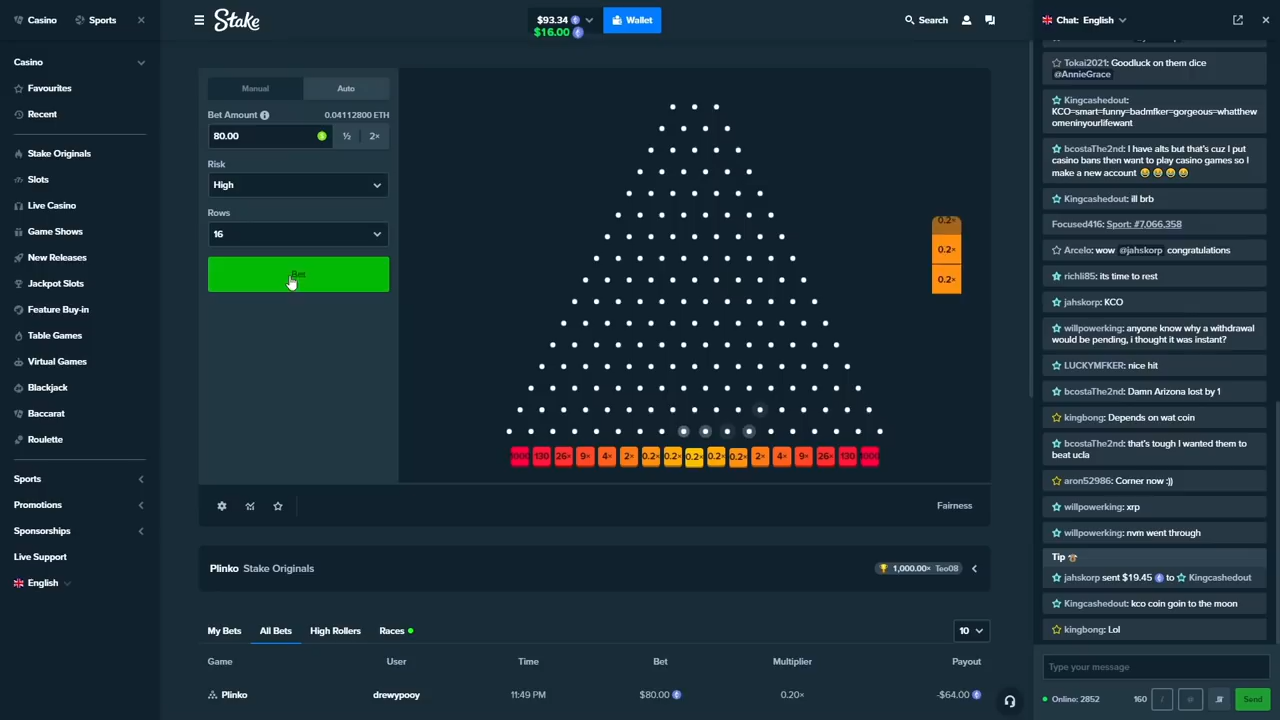 Casino
Sports
Casino
Favourites
Recent
Stake Originals
Slots
Live Casino
Game Shows
New Releases
Jackpot Slots
Feature Buy-in
Table Games
Virtual Games
Blackjack
Baccarat
Roulette
Sports
Promotions
Sponsorships
Live Support
English
Stake
$93.34
$16.00
Wallet
Search
Manual
Auto
Bet Amount
0.04112800 ETH
80.00
½
2×
Risk
High
Rows
16
Bet
0.2×
0.2×
0.2×
1000 130 26× 9× 4× 2× 0.2× 0.2× 0.2× 0.2× 0.2× 2× 4× 9× 26× 130 1000
Fairness
Plinko Stake Originals
1,000.00× Teo08
My Bets
All Bets
High Rollers
Races
10
Game User Time Bet Multiplier Payout
Plinko drewypooy 11:49 PM $80.00 0.20× -$64.00
Chat: English
Tokai2021: Goodluck on them dice
@AnnieGrace
Kingcashedout:
KCO=smart=funny=badmfker=gorgeous=whatthew
omeninyourlifewant
bcostaThe2nd: I have alts but that's cuz I put
casino bans then want to play casino games so I
make a new account 😂 😂 😂 😂
Kingcashedout: ill brb
Focused416: Sport: #7,066,358
Arcelo: wow @jahskorp congratulations
richli85: its time to rest
jahskorp: KCO
willpowerking: anyone know why a withdrawal
would be pending, i thought it was instant?
LUCKYMFKER: nice hit
bcostaThe2nd: Damn Arizona lost by 1
kingbong: Depends on wat coin
bcostaThe2nd: that's tough I wanted them to
beat ucla
aron52986: Corner now :))
willpowerking: xrp
willpowerking: nvm went through
Tip
jahskorp sent $19.45 to Kingcashedout
Kingcashedout: kco coin goin to the moon
kingbong: Lol
Type your message
Online: 2852
160
/
Send